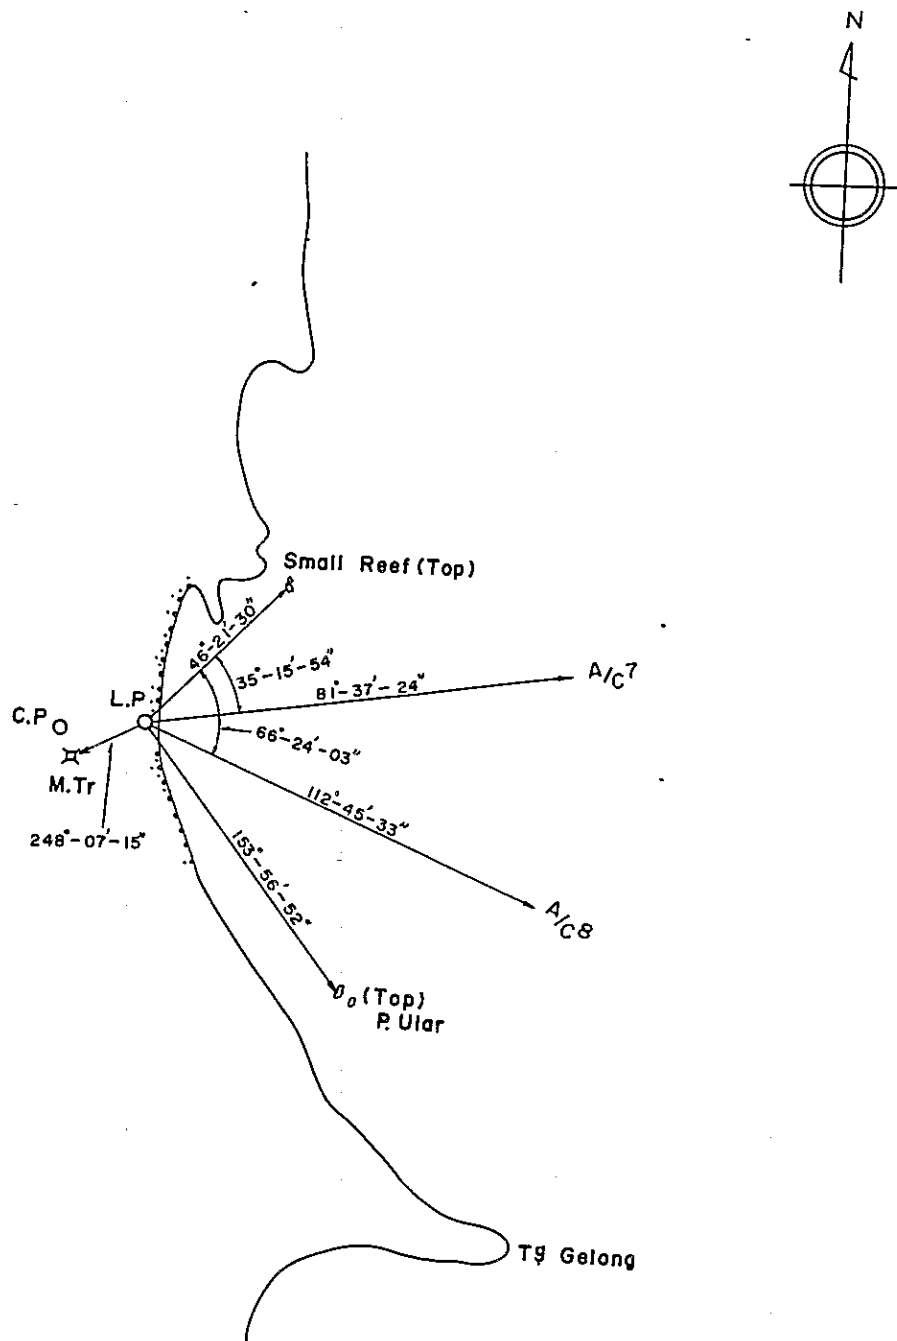 N
Small Reef (Top)
46°-21'-30"
35°-15'-54"
A/C7
81°-37'-24"
L.P
C.P
66°-24'-03"
M.Tr
112°-45'-33"
248°-07'-15"
153°-56'-52"
A/C8
(Top)
P. Ular
Tg Gelong